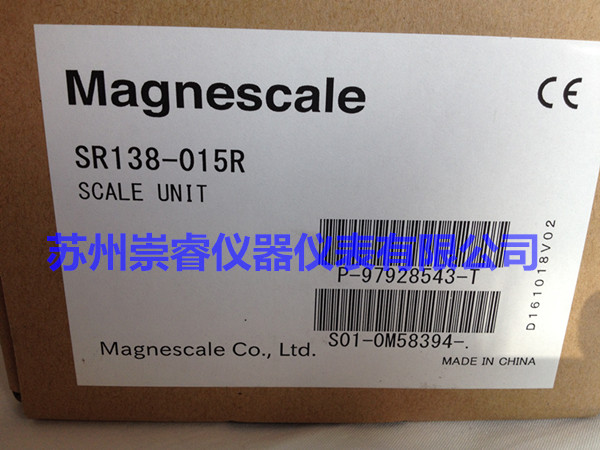 Magnescale
CE
SR138-015R
SCALE UNIT
苏州崇睿仪器仪表有限公司
P-97928543-T
S01-0M58394-.
D161018V02
Magnescale Co., Ltd.
MADE IN CHINA